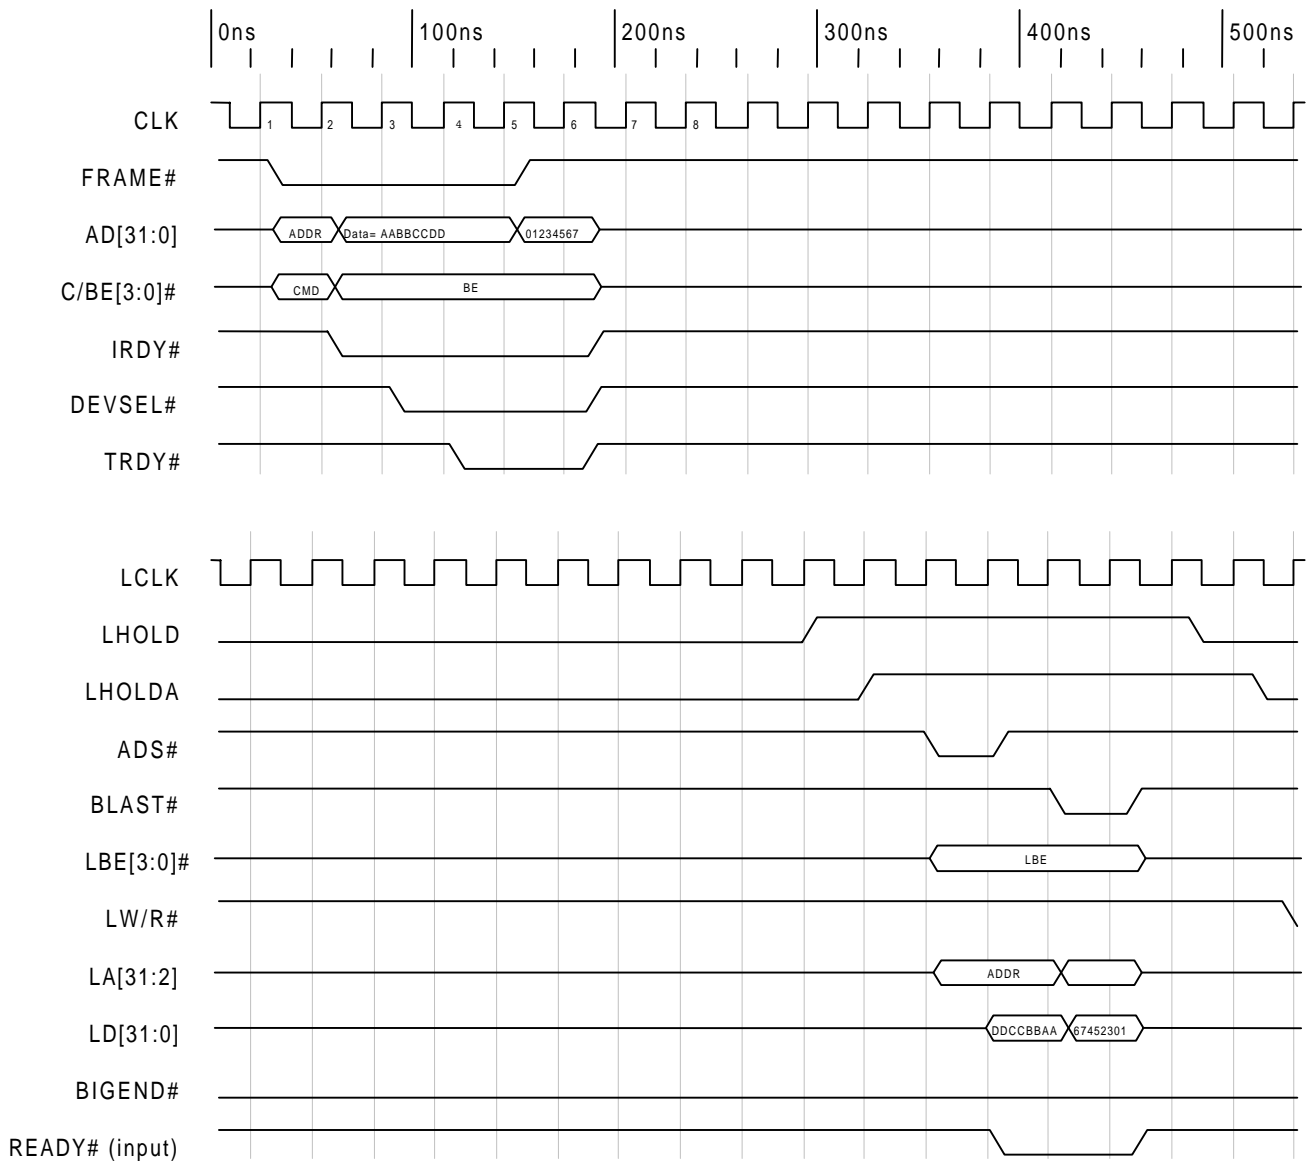 0ns 100ns 200ns 300ns 400ns 500ns
CLK 1 2 3 4 5 6 7 8
FRAME#
AD[31:0] ADDR Data= AABBCCDD 01234567
C/BE[3:0]# CMD BE
IRDY#
DEVSEL#
TRDY#
LCLK
LHOLD
LHOLDA
ADS#
BLAST#
LBE[3:0]# LBE
LW/R#
LA[31:2] ADDR
LD[31:0] DDCCBBAA 67452301
BIGEND#
READY# (input)